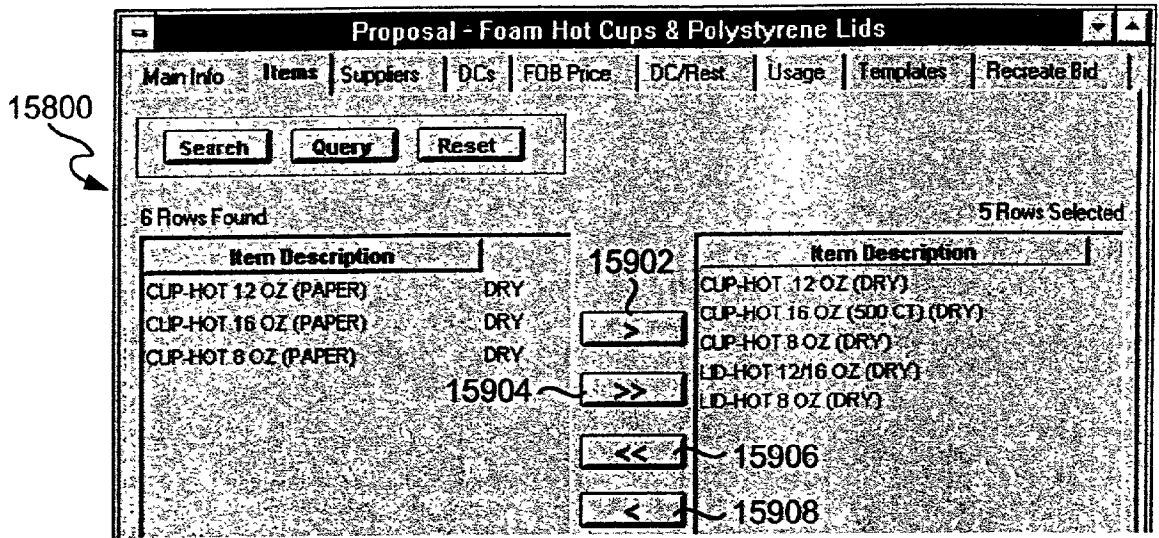 Proposal - Foam Hot Cups & Polystyrene Lids
Main Info Items Suppliers DCs FOB Price DC/Rest. Usage Templates Recreate Bid
15800
Search Query Reset
6 Rows Found 5 Rows Selected
Item Description 15902 Item Description
CUP-HOT 12 OZ (PAPER) DRY CUP-HOT 12 OZ (DRY)
CUP-HOT 16 OZ (PAPER) DRY > CUP-HOT 16 OZ (500 CT) (DRY)
CUP-HOT 8 OZ (PAPER) DRY CUP-HOT 8 OZ (DRY)
15904 >> LID-HOT 12/16 OZ (DRY)
LID-HOT 8 OZ (DRY)
<< 15906
< 15908